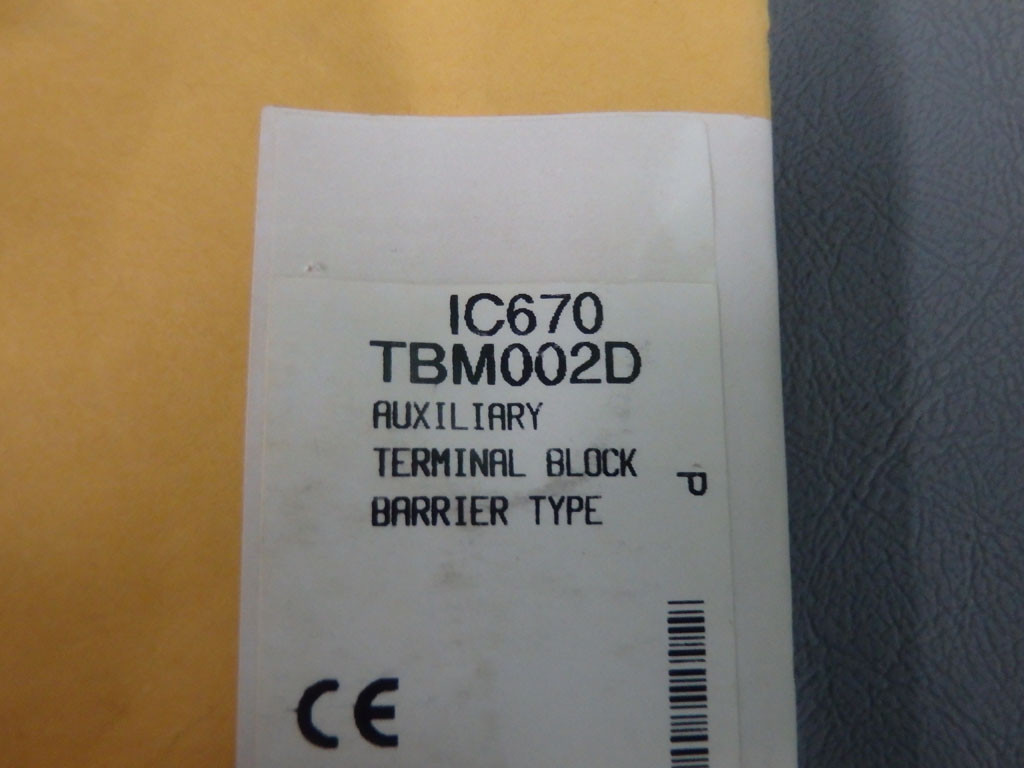 IC670
TBM002D
AUXILIARY
TERMINAL BLOCK
BARRIER TYPE
P
CE